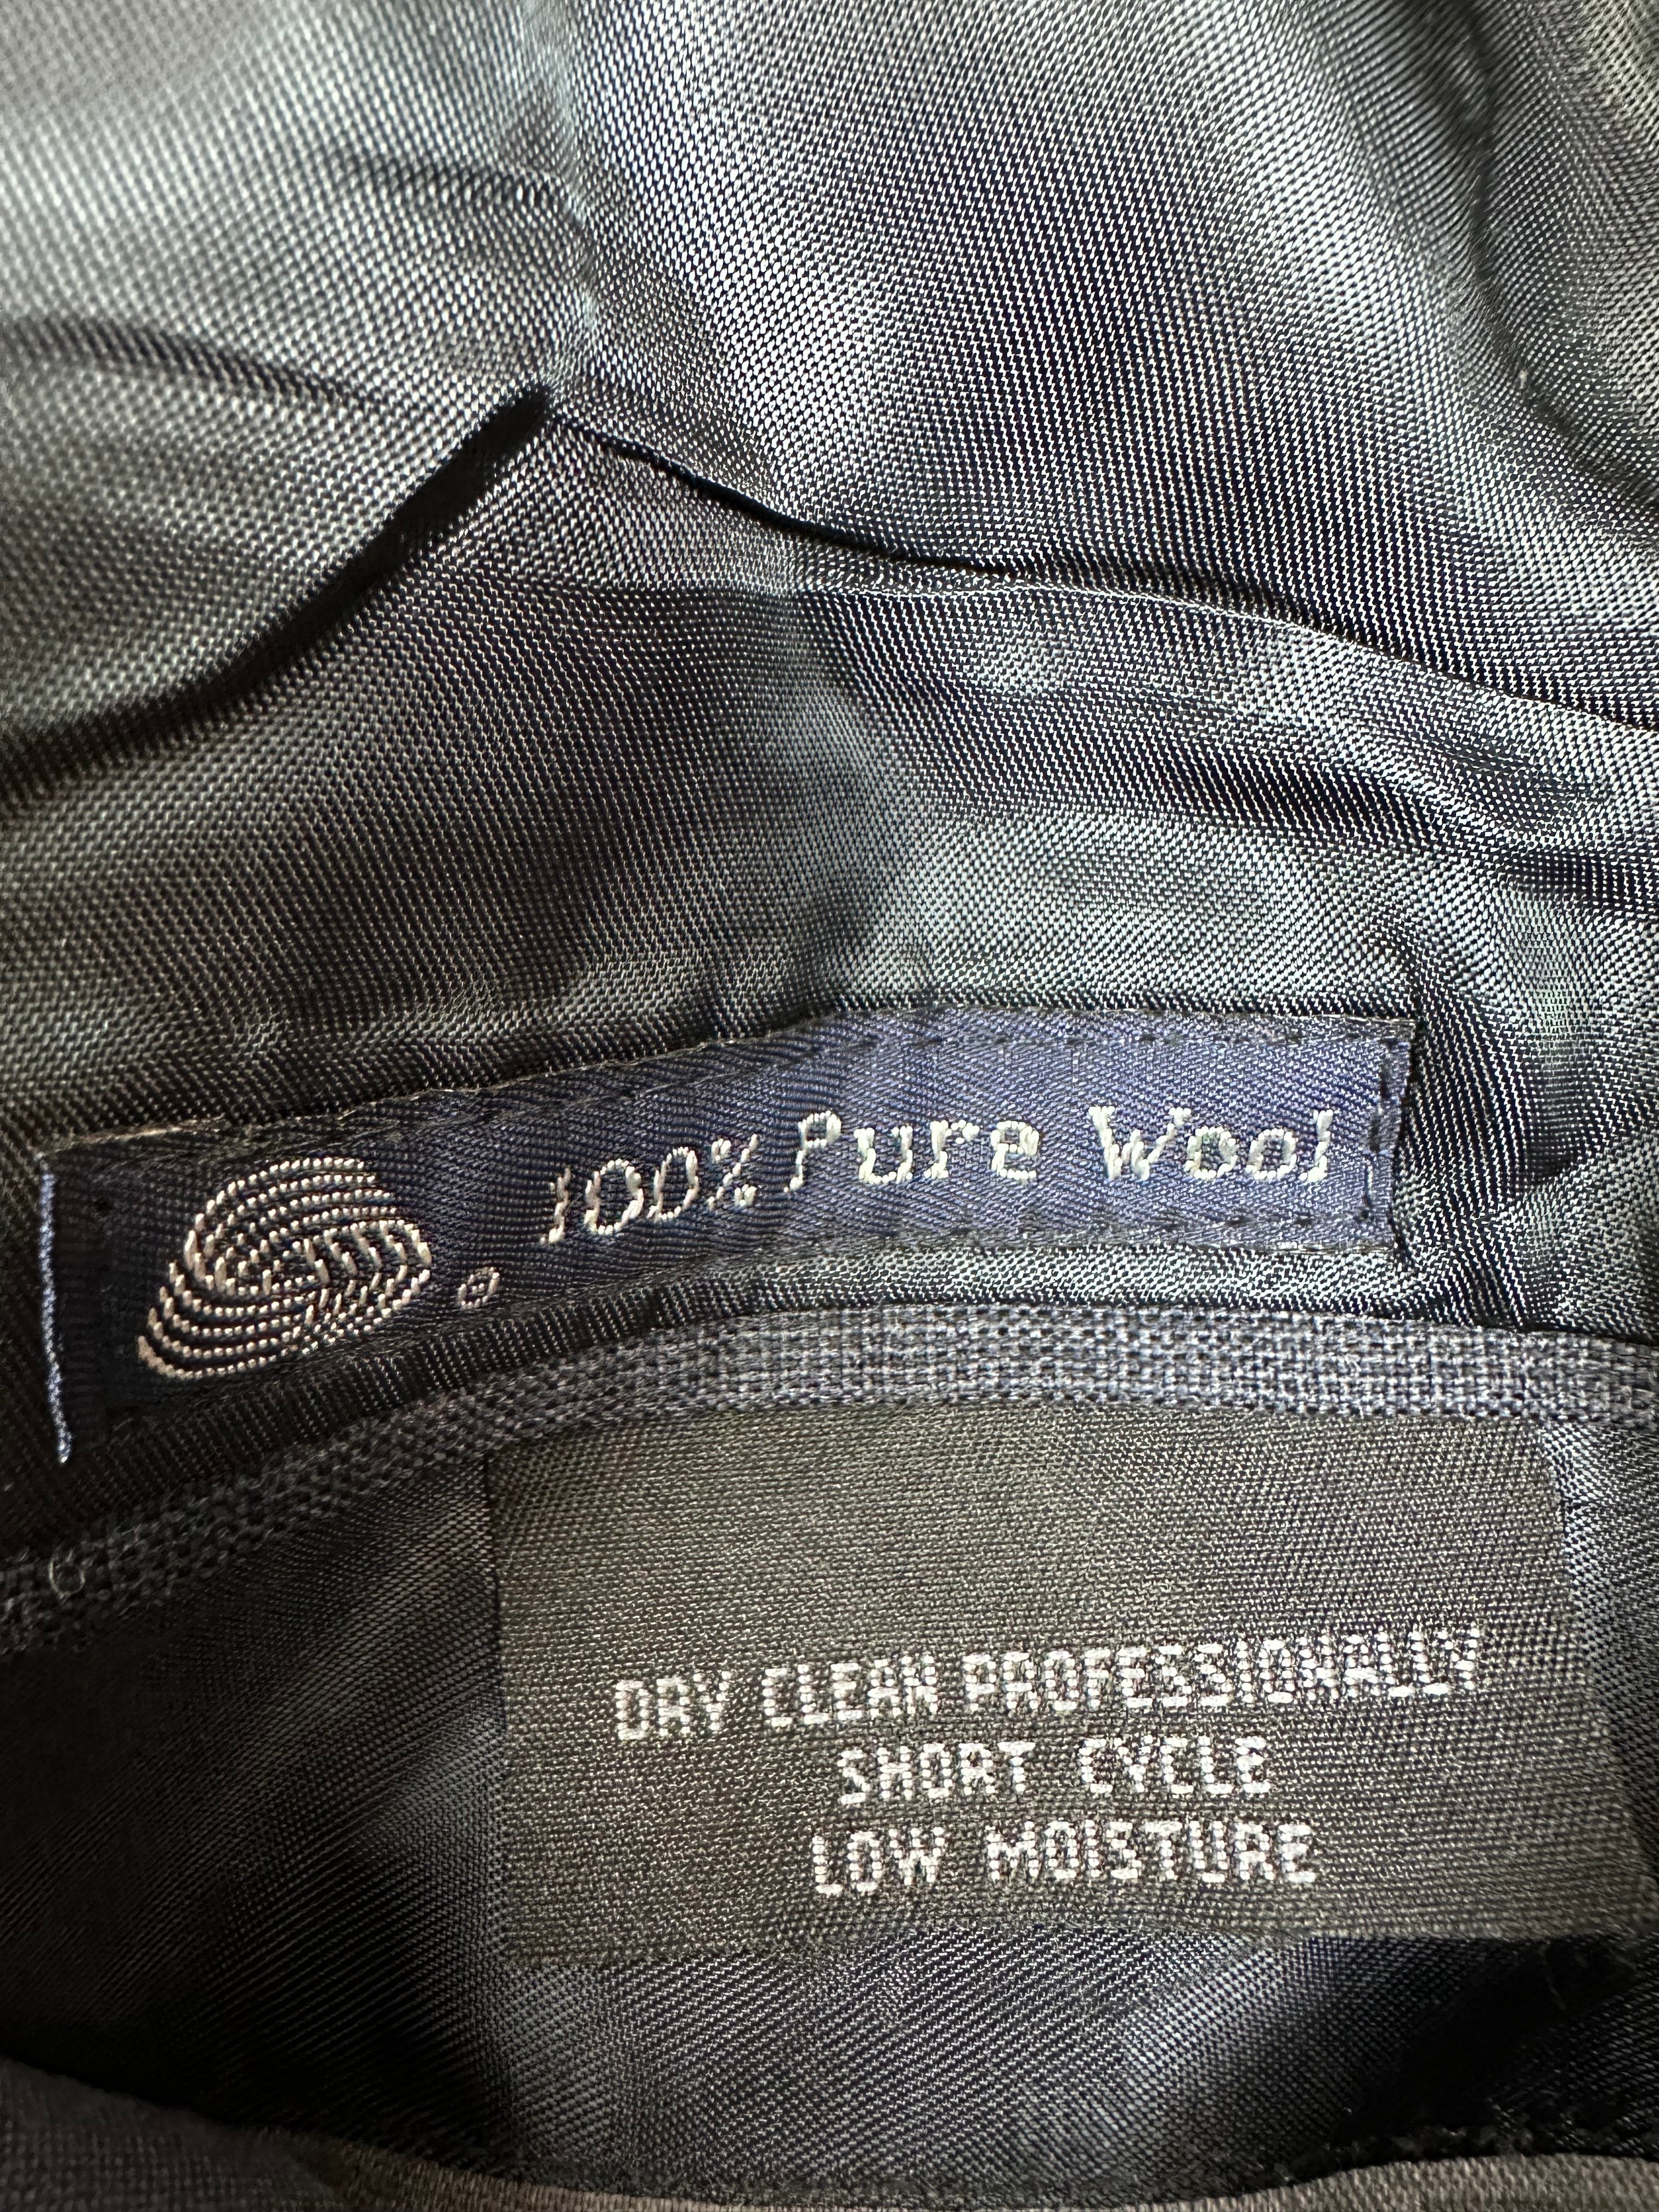 100% Pure Wool
DRY CLEAN PROFESSIONALLY
SHORT CYCLE
LOW MOISTURE